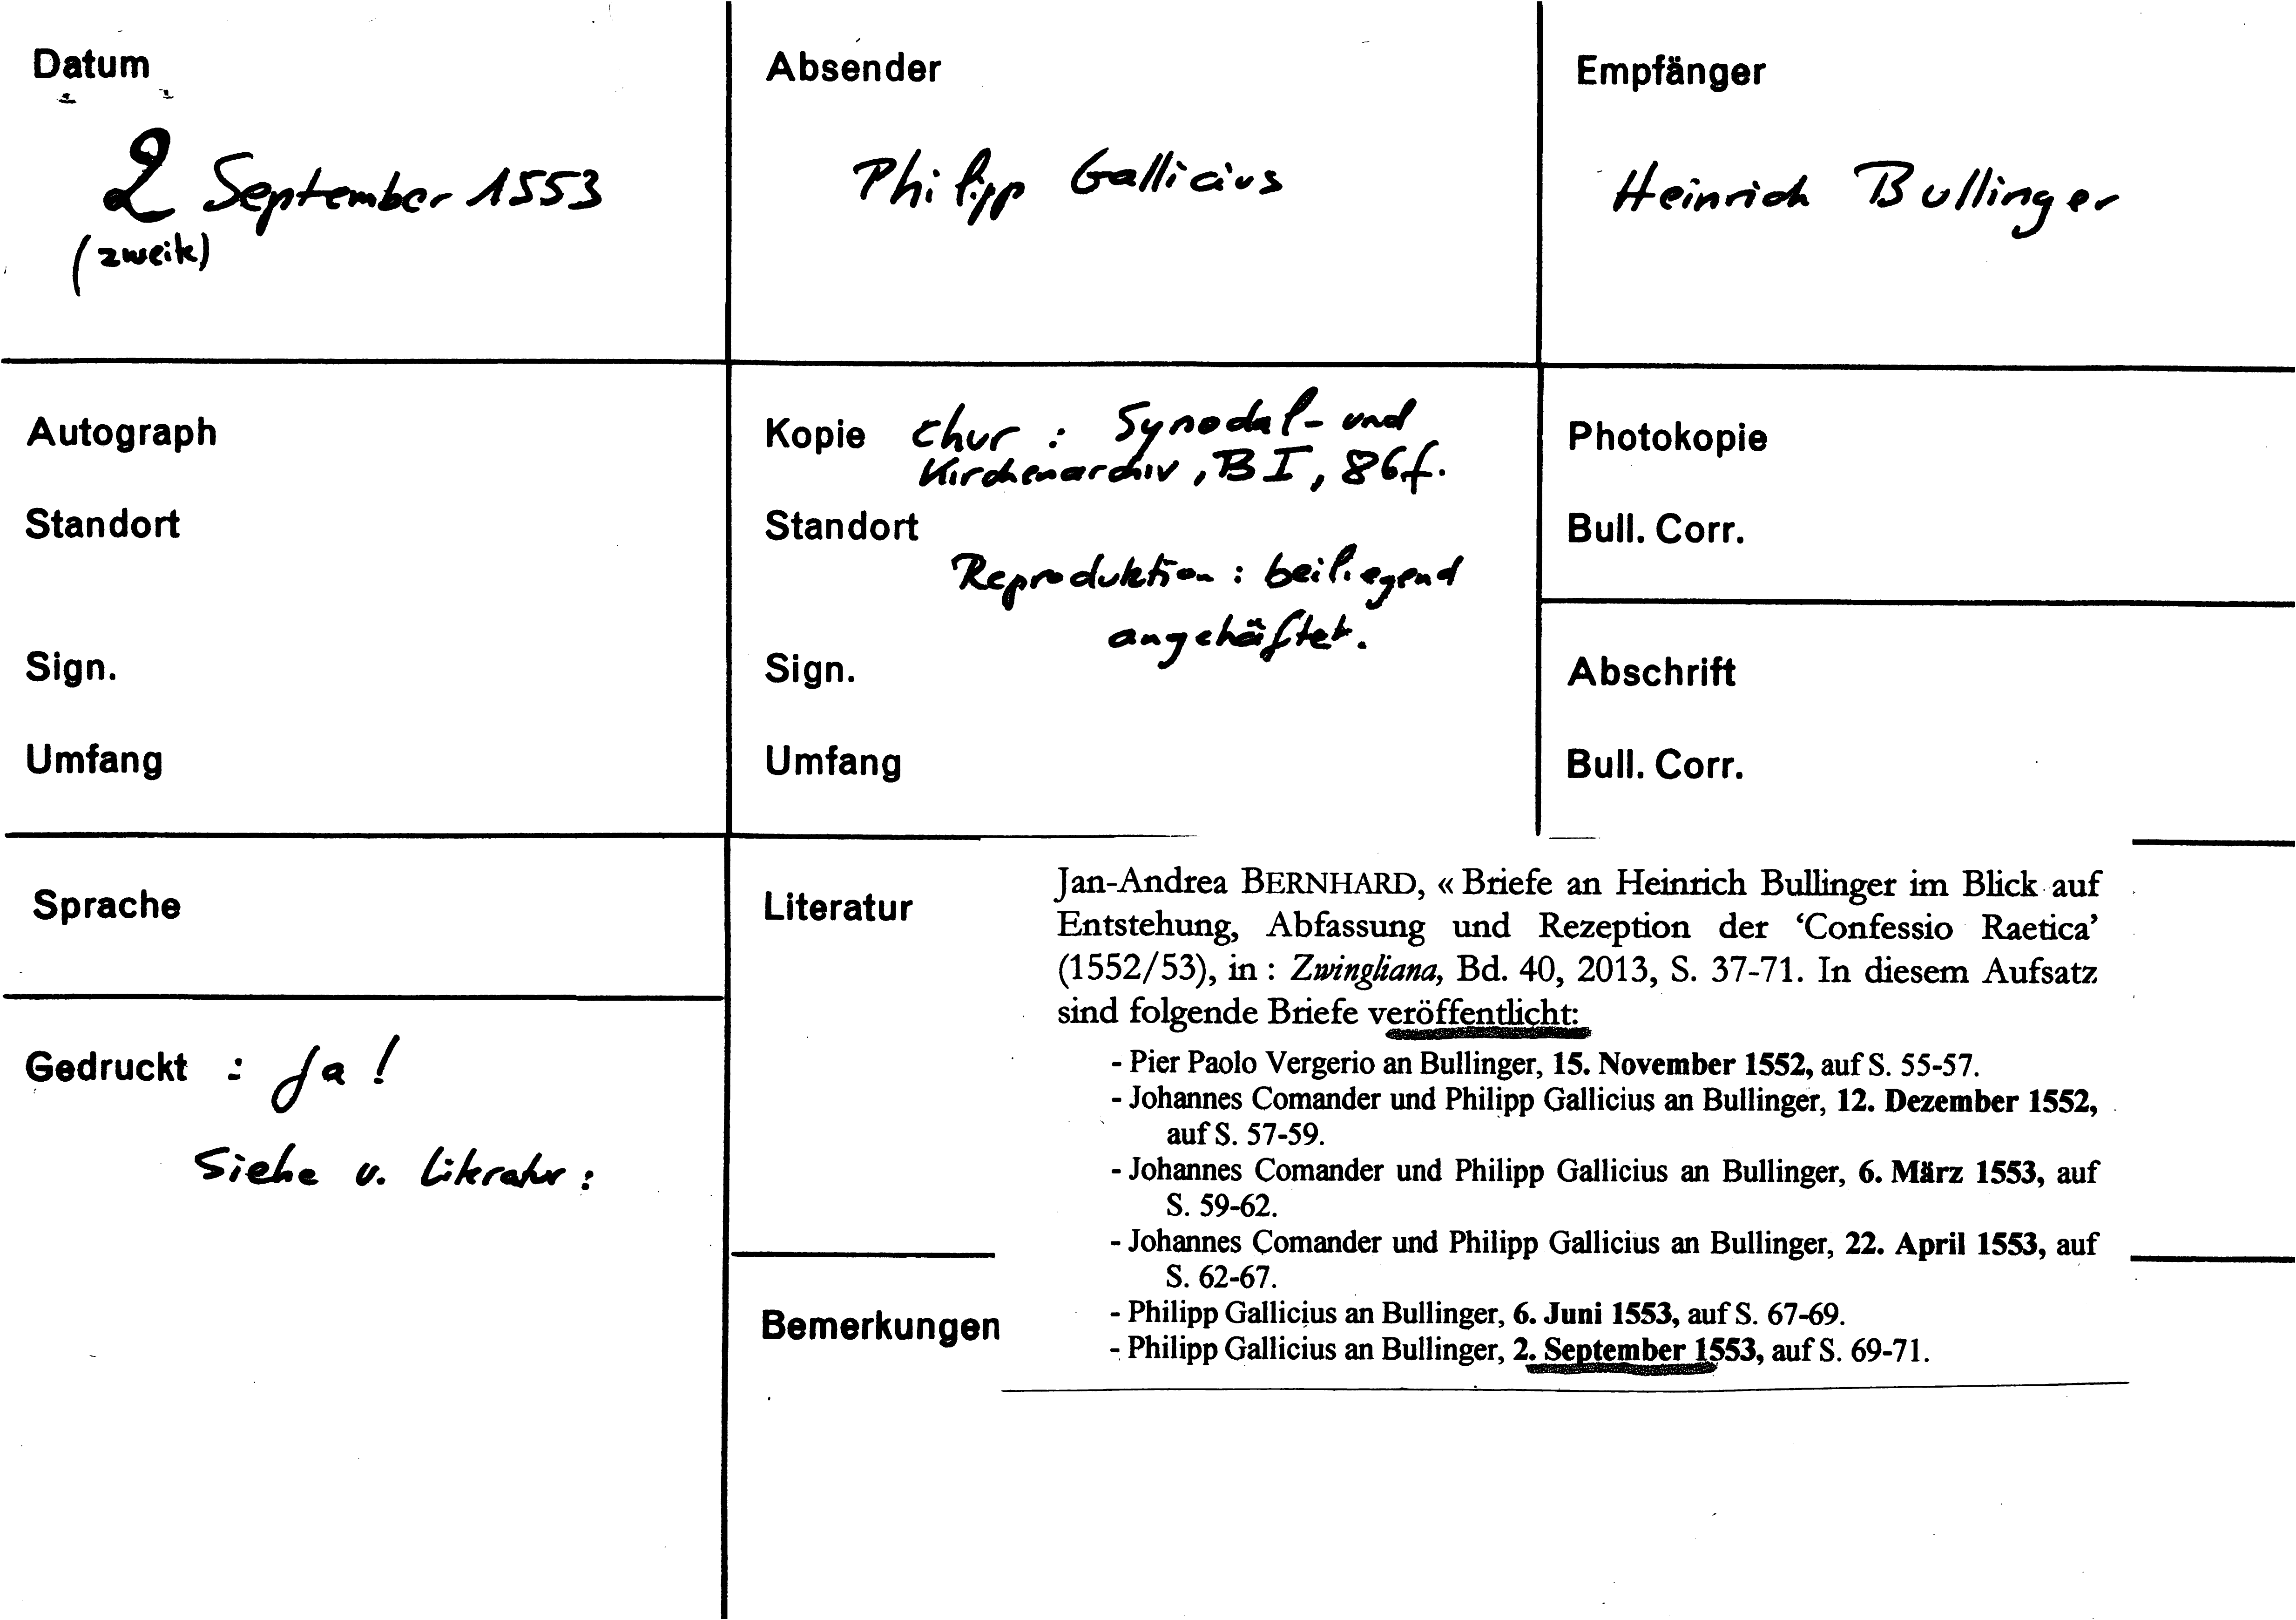 Datum
2 September 1553
(zweite)
Absender
Philipp Gallicius
Empfänger
Heinrich Bullinger
Autograph
Standort
Sign.
Umfang
Kopie Chur : Synodal- und
Kirchenarchiv, B I, 86f.
Standort
Reproduktion : beiliegend
angehäftet.
Sign.
Umfang
Photokopie
Bull. Corr.
Abschrift
Bull. Corr.
Sprache
Gedruckt : Ja !
Siehe u. Literatur :
Literatur
Jan-Andrea BERNHARD, « Briefe an Heinrich Bullinger im Blick auf
Entstehung, Abfassung und Rezeption der ‘Confessio Raetica’
(1552/53), in : Zwingliana, Bd. 40, 2013, S. 37-71. In diesem Aufsatz
sind folgende Briefe veröffentlicht:
- Pier Paolo Vergerio an Bullinger, 15. November 1552, auf S. 55-57.
- Johannes Comander und Philipp Gallicius an Bullinger, 12. Dezember 1552,
auf S. 57-59.
- Johannes Comander und Philipp Gallicius an Bullinger, 6. März 1553, auf
S. 59-62.
- Johannes Comander und Philipp Gallicius an Bullinger, 22. April 1553, auf
S. 62-67.
- Philipp Gallicius an Bullinger, 6. Juni 1553, auf S. 67-69.
- Philipp Gallicius an Bullinger, 2. September 1553, auf S. 69-71.
Bemerkungen